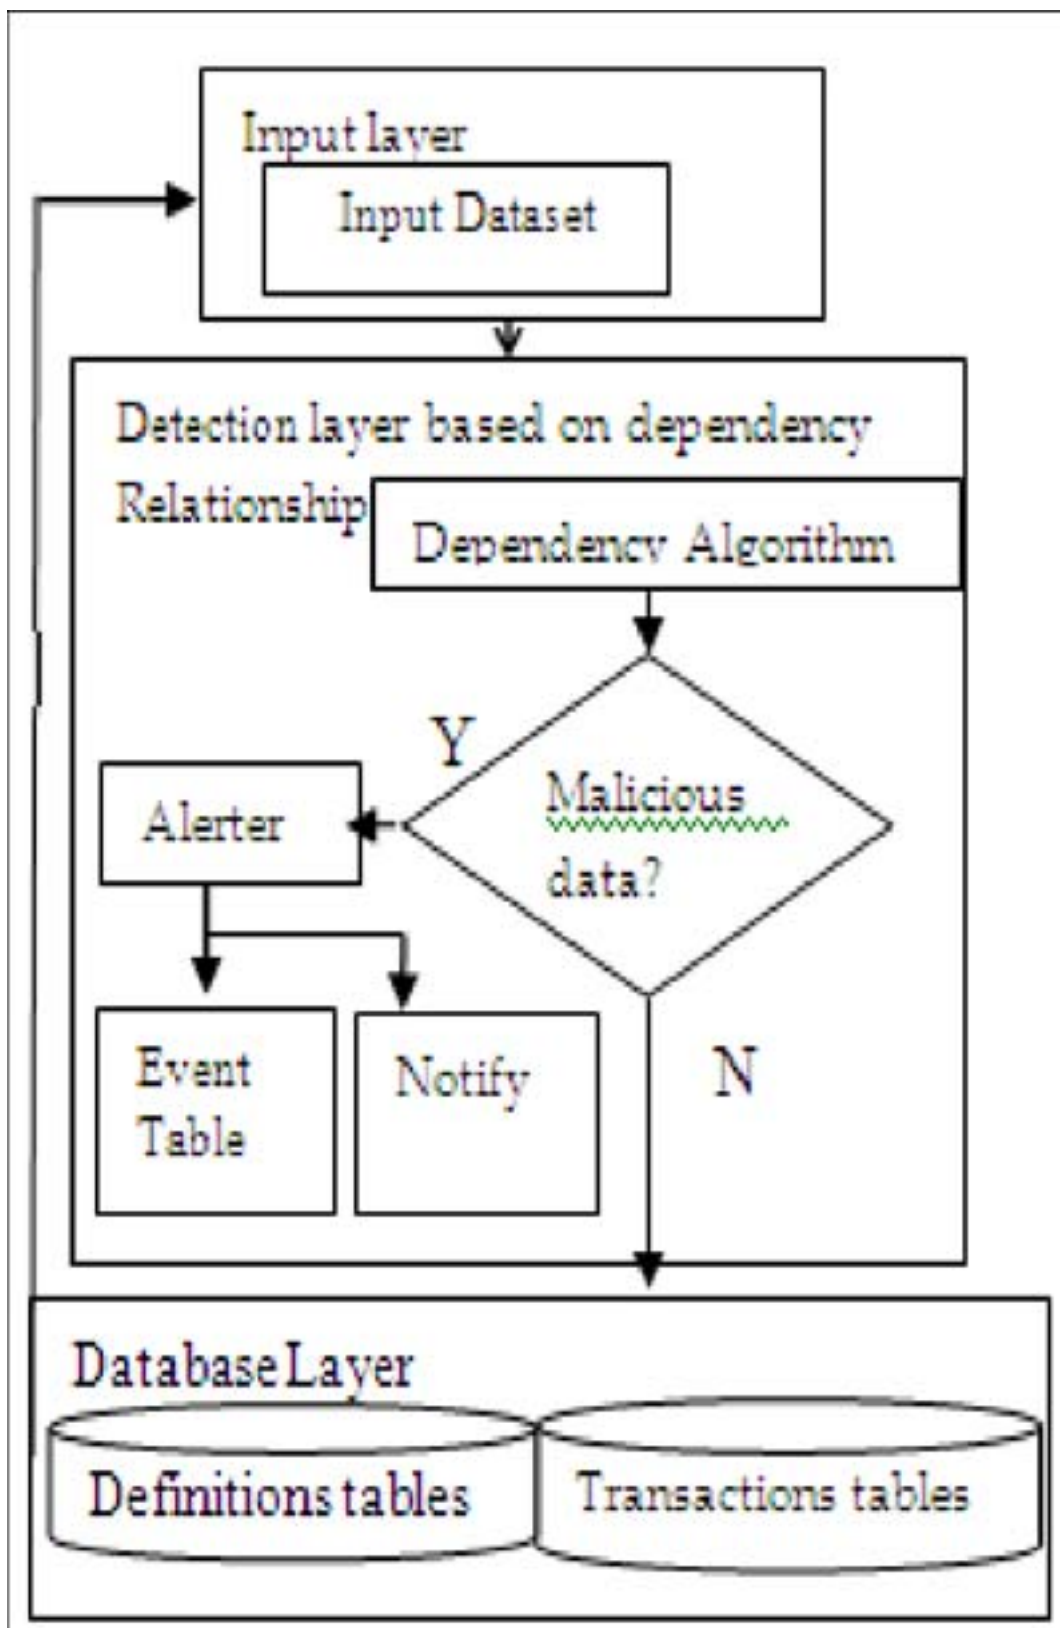 Input layer
Input Dataset
Detection layer based on dependency
Relationship
Dependency Algorithm
Y
Malicious
data?
Alerter
Event
Table
Notify
N
Database Layer
Definitions tables
Transactions tables